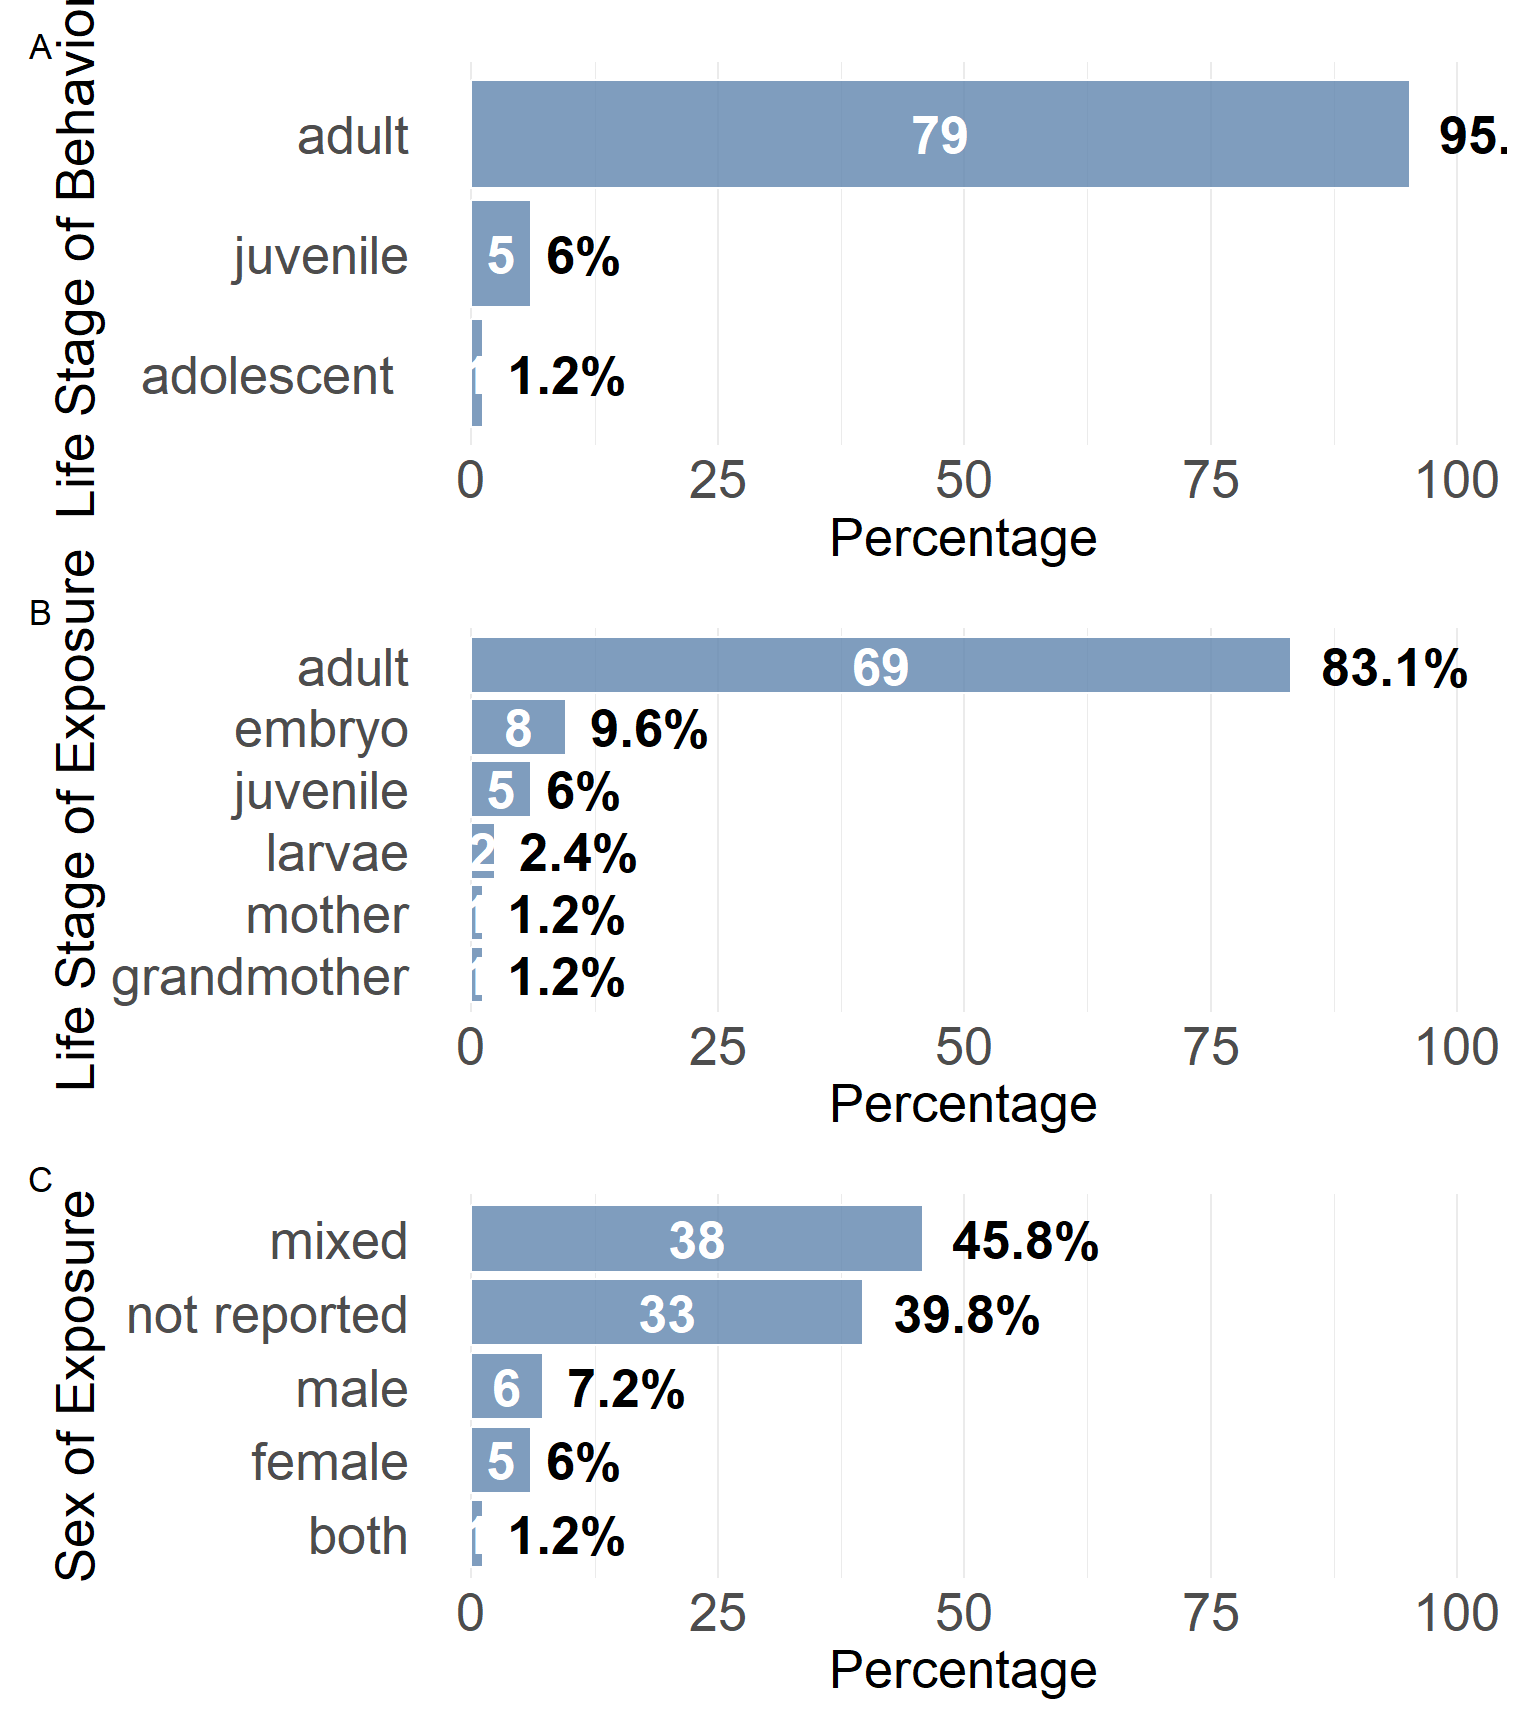 A
Life Stage of Behavior
adult
79
95.
juvenile
5
6%
adolescent
1
1.2%
0 25 50 75 100
Percentage
B
Life Stage of Exposure
adult
69
83.1%
embryo
8
9.6%
juvenile
5
6%
larvae
2
2.4%
mother
1
1.2%
grandmother
1
1.2%
0 25 50 75 100
Percentage
C
Sex of Exposure
mixed
38
45.8%
not reported
33
39.8%
male
6
7.2%
female
5
6%
both
1
1.2%
0 25 50 75 100
Percentage